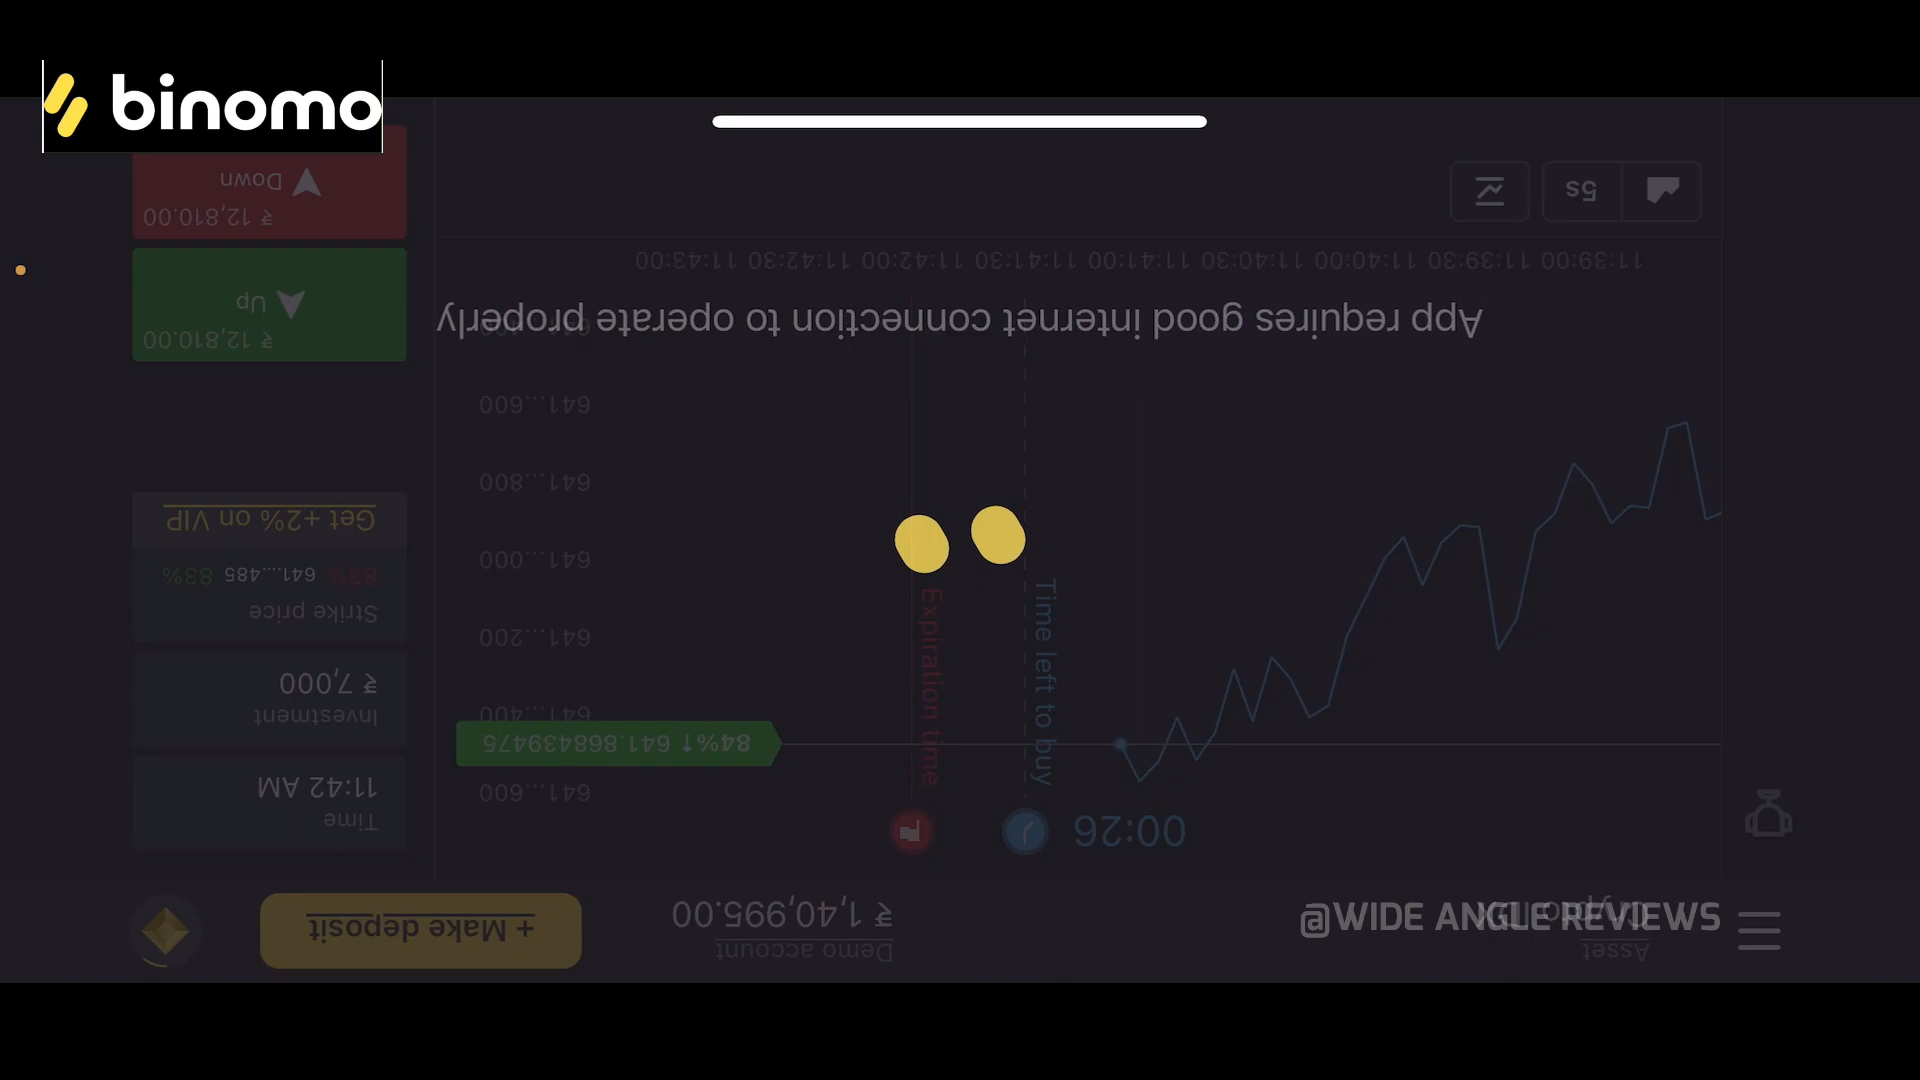 binomo
@WIDE ANGLE REVIEWS
Asset
Demo account
₹ 1,40,995.00
+ Make deposit
00:26
Time left to buy
Expiration time
Time
11:42 AM
Investment
₹ 7,000
Strike price
83% 641....485 83%
Get +2% on VIP
641...600
84%↑ 641.868439475
641...400
641...200
641...000
641...800
641...600
App requires good internet connection to operate properly
11:39:00 11:39:30 11:40:00 11:40:30 11:41:00 11:41:30 11:42:00 11:42:30 11:43:00
₹ 12,810.00
Up
₹ 12,810.00
Down
5s